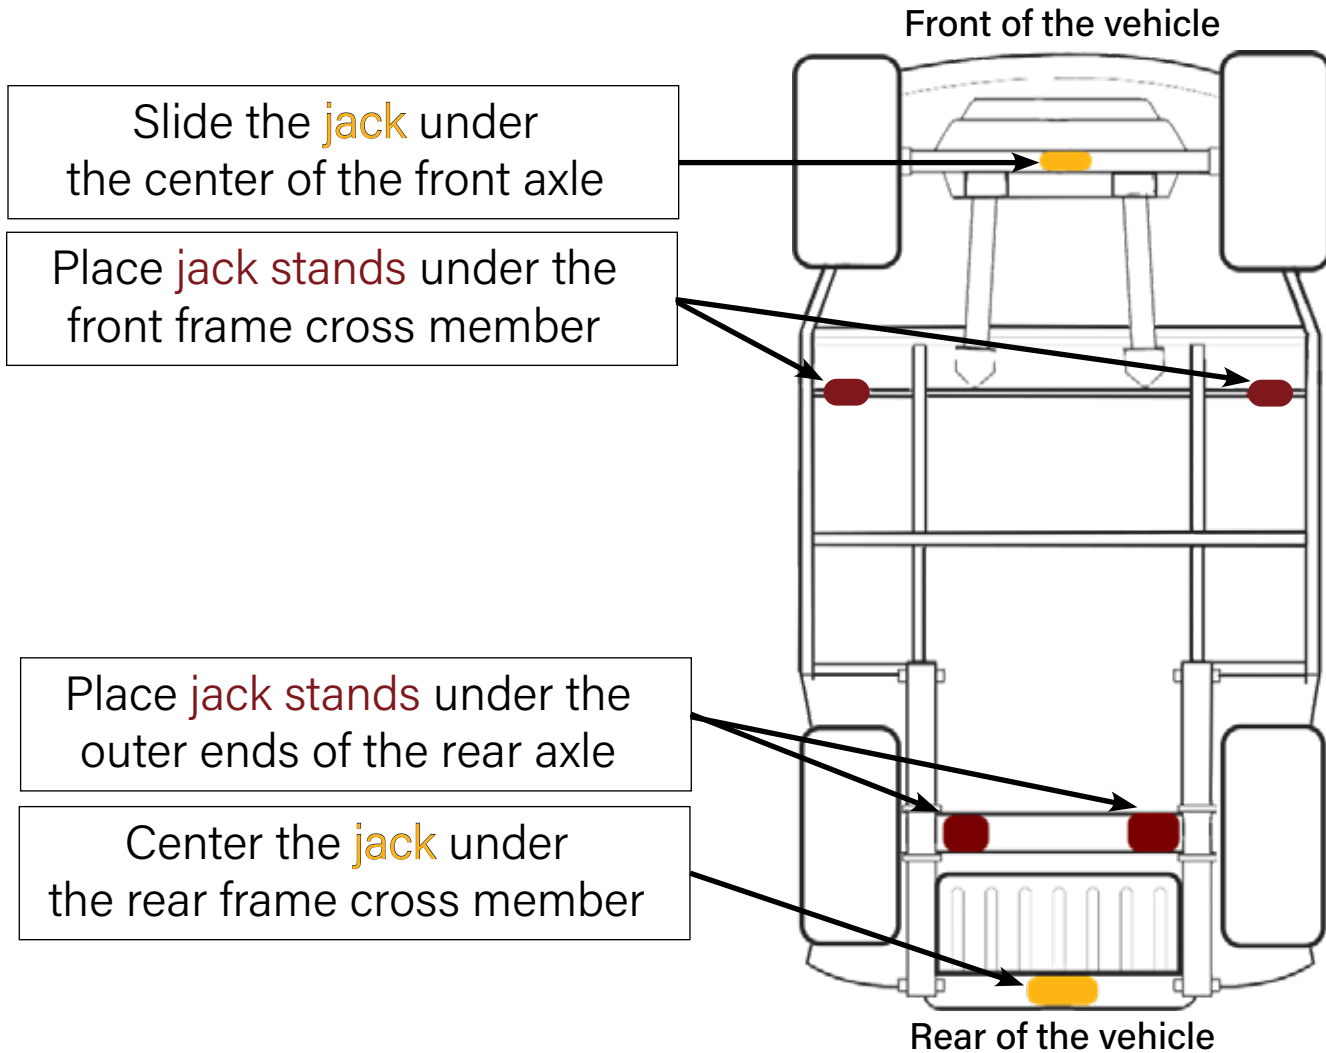 Front of the vehicle
Slide the jack under
the center of the front axle
Place jack stands under the
front frame cross member
Place jack stands under the
outer ends of the rear axle
Center the jack under
the rear frame cross member
Rear of the vehicle